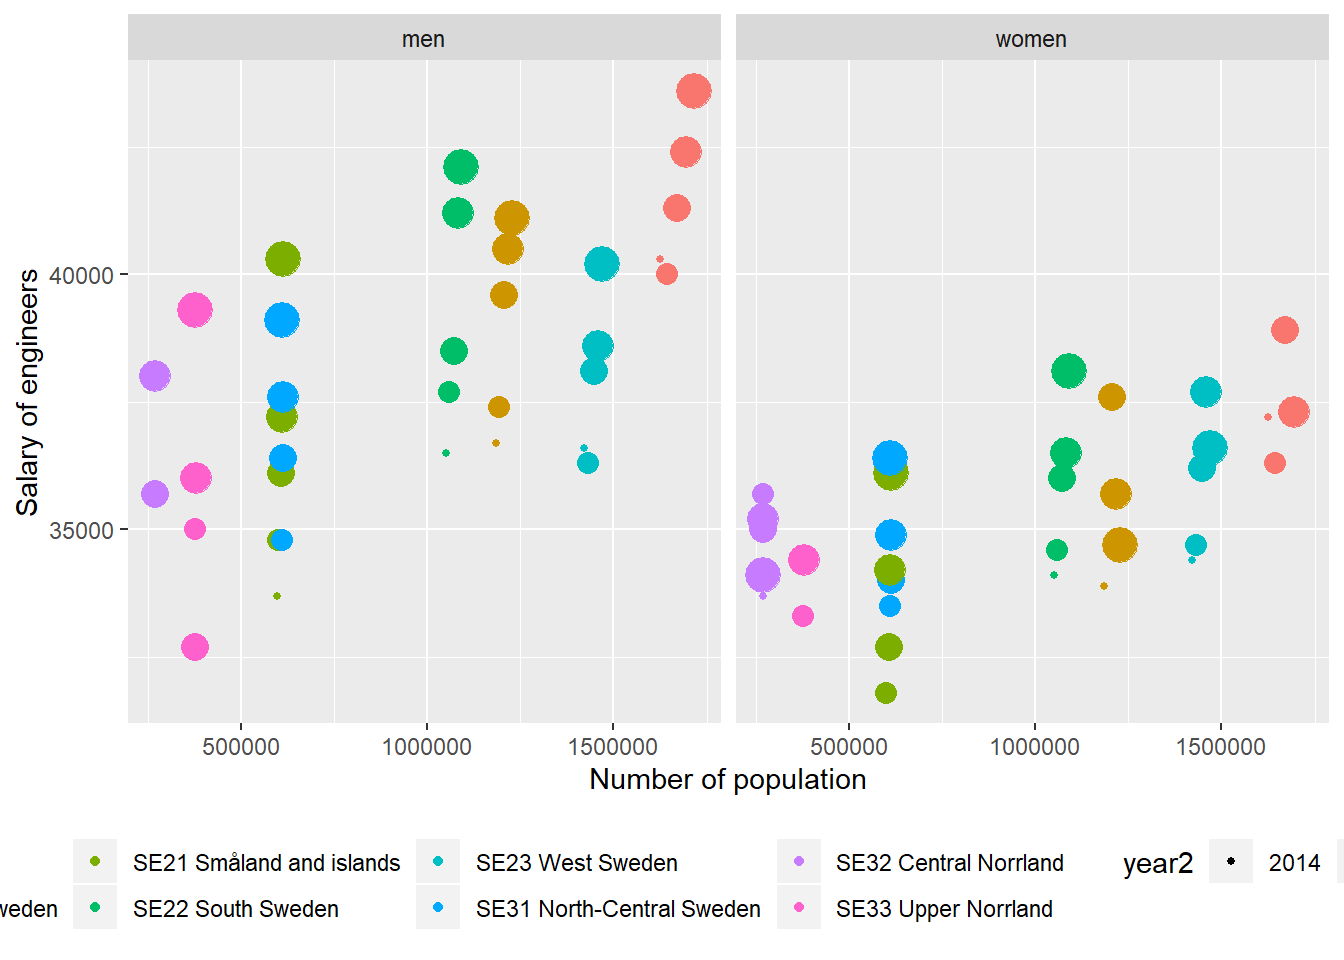 men
women
Salary of engineers
40000
35000
500000 1000000 1500000
500000 1000000 1500000
Number of population
SE21 Småland and islands
SE23 West Sweden
SE32 Central Norrland
year2
2014
weden
SE22 South Sweden
SE31 North-Central Sweden
SE33 Upper Norrland